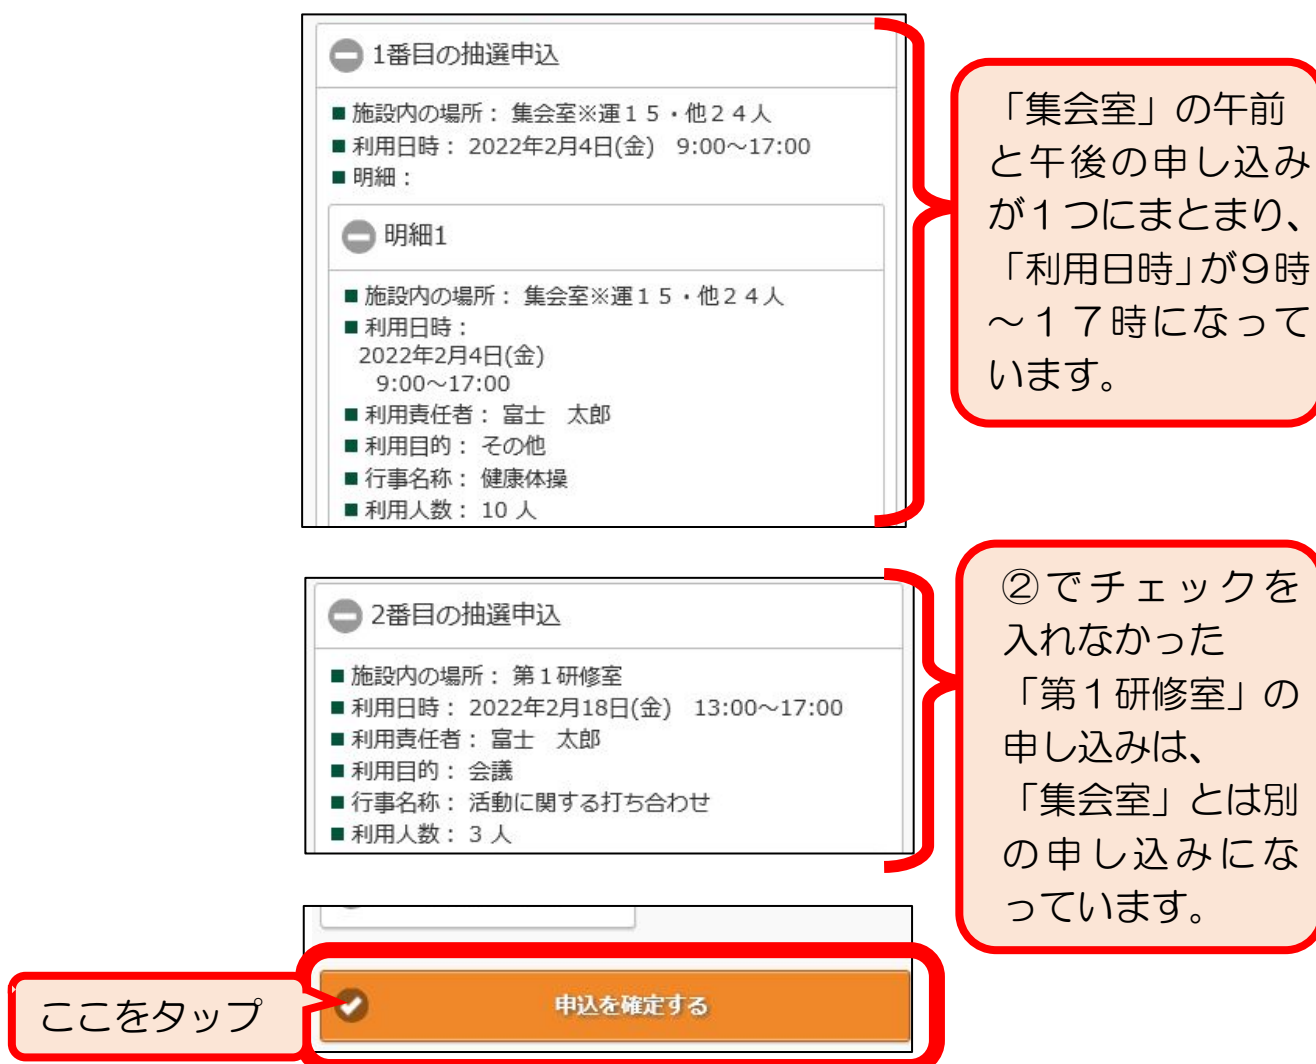 1番目の抽選申込
■ 施設内の場所： 集会室※運１５・他２４人
■ 利用日時： 2022年2月4日(金)　9:00～17:00
■ 明細：
明細1
■ 施設内の場所： 集会室※運１５・他２４人
■ 利用日時：
2022年2月4日(金)
9:00～17:00
■ 利用責任者： 富士　太郎
■ 利用目的： その他
■ 行事名称： 健康体操
■ 利用人数： 10 人
「集会室」の午前
と午後の申し込み
が１つにまとまり、
「利用日時」が９時
～１７時になって
います。
2番目の抽選申込
■ 施設内の場所： 第１研修室
■ 利用日時： 2022年2月18日(金)　13:00～17:00
■ 利用責任者： 富士　太郎
■ 利用目的： 会議
■ 行事名称： 活動に関する打ち合わせ
■ 利用人数： 3 人
②でチェックを
入れなかった
「第１研修室」の
申し込みは、
「集会室」とは別
の申し込みにな
っています。
ここをタップ
申込を確定する